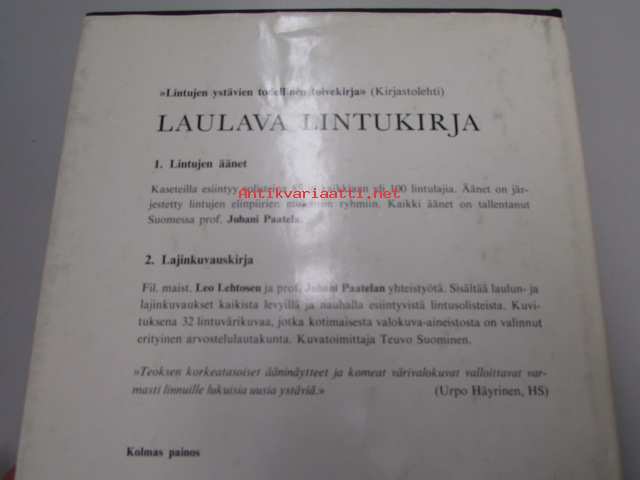 »Lintujen ystävien todellinen toivekirja» (Kirjastolehti)
LAULAVA LINTUKIRJA
1. Lintujen äänet
Kaseteilla esiintyy solisteina yli 100 lintulajia. Äänet on jär-
jestetty lintujen elinpiirien mukaisiin ryhmiin. Kaikki äänet on tallentanut
Suomessa prof. Juhani Paatela.
Antikvariaatti.net
2. Lajinkuvauskirja
Fil. maist. Leo Lehtosen ja prof. Juhani Paatelan yhteistyötä. Sisältää laulun- ja
lajinkuvaukset kaikista levyillä ja nauhalla esiintyvistä lintusolisteista. Kuvi-
tuksena 32 lintuvärikuvaa, jotka kotimaisesta valokuva-aineistosta on valinnut
erityinen arvostelulautakunta. Kuvatoimittaja Teuvo Suominen.
»Teoksen korkeatasoiset ääninäytteet ja komeat värivalokuvat valloittavat var-
masti linnuille lukuisia uusia ystäviä.» (Urpo Häyrinen, HS)
Kolmas painos